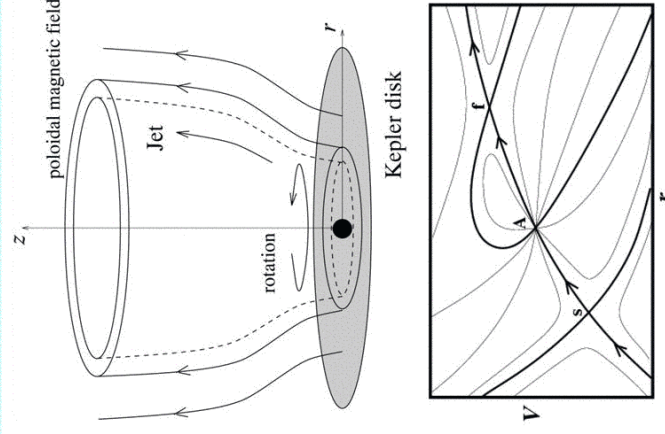 poloidal magnetic field
z
Jet
rotation
r
Kepler disk
V
s
A
f
r